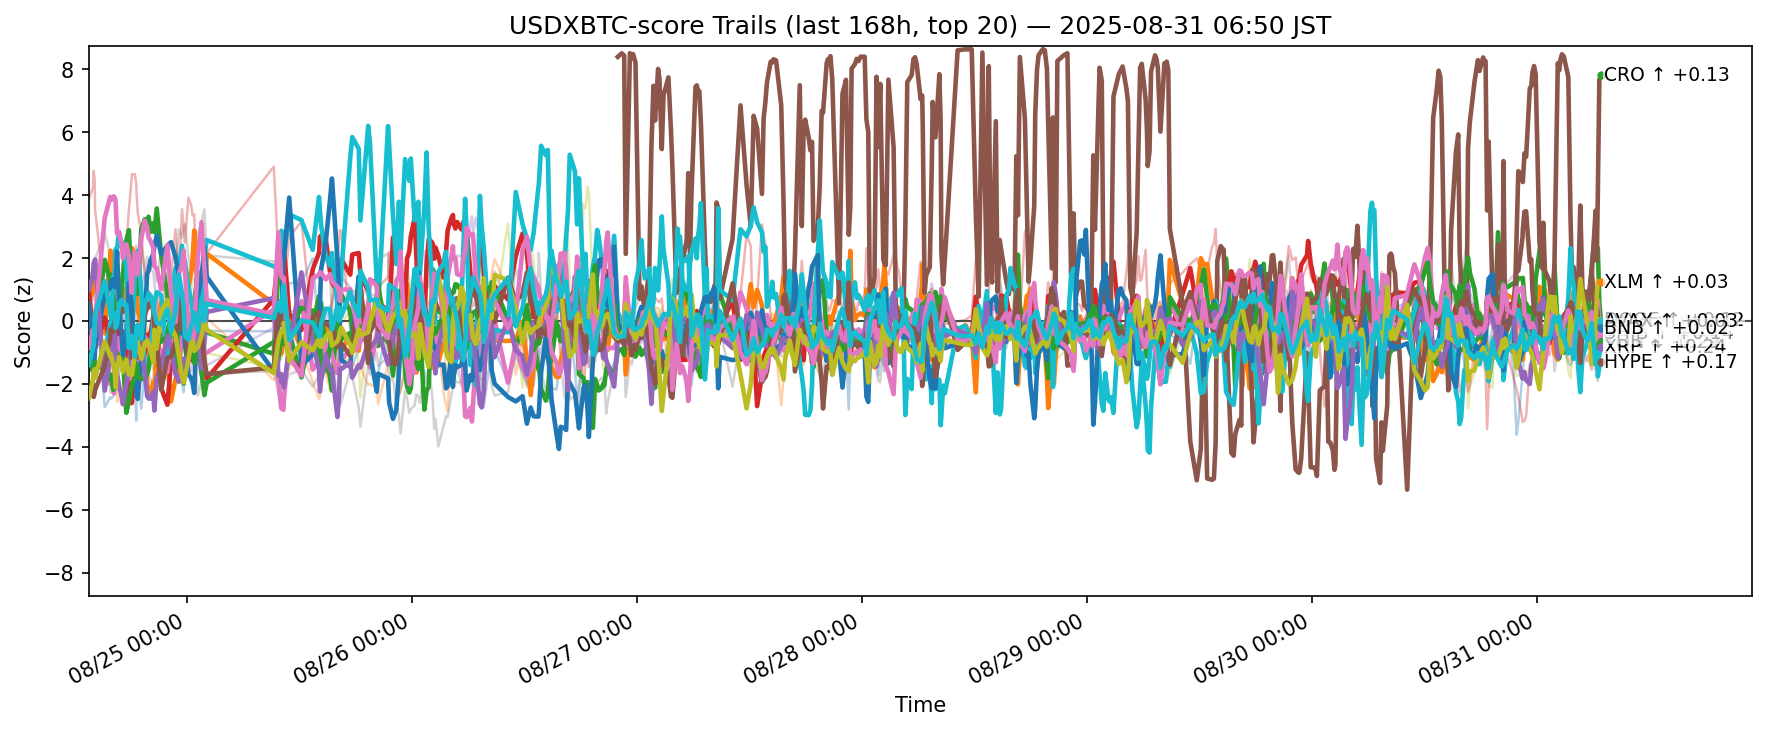 USDXBTC-score Trails (last 168h, top 20) — 2025-08-31 06:50 JST
Score (z)
8
6
4
2
0
−2
−4
−6
−8
CRO ↑ +0.13
XLM ↑ +0.03
BNB ↑ +0.02
XRP ↑ +0.24
HYPE ↑ +0.17
08/25 00:00
08/26 00:00
08/27 00:00
08/28 00:00
08/29 00:00
08/30 00:00
08/31 00:00
Time